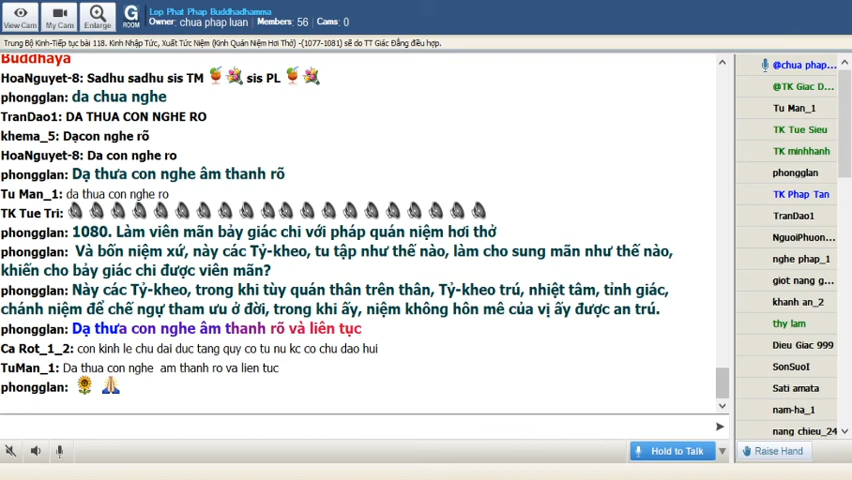 View Cam
My Cam
Enlarge
G
ROOM
Lop Phat Phap Buddhadhamma
Owner: chua phap luan
Members: 56
Cams: 0
Trung Bộ Kinh-Tiếp tục bài 118. Kinh Nhập Tức, Xuất Tức Niệm (Kinh Quán Niệm Hơi Thở) -(1077-1081) sẽ do TT Giác Đẳng điều hợp.
Buddhaya
HoaNguyet-8: Sadhu sadhu sis TM 🍹💐 sis PL 🍹💐
phongglan: da chua nghe
TranDao1: DA THUA CON NGHE RO
khema_5: Dạcon nghe rõ
HoaNguyet-8: Da con nghe ro
phongglan: Dạ thưa con nghe âm thanh rõ
Tu Man_1: da thua con nghe ro
TK Tue Tri:
phongglan: 1080. Làm viên mãn bảy giác chi với pháp quán niệm hơi thở
phongglan: Và bốn niệm xứ, này các Tỷ-kheo, tu tập như thế nào, làm cho sung mãn như thế nào,
khiến cho bảy giác chi được viên mãn?
phongglan: Này các Tỷ-kheo, trong khi tùy quán thân trên thân, Tỷ-kheo trú, nhiệt tâm, tỉnh giác,
chánh niệm để chế ngự tham ưu ở đời, trong khi ấy, niệm không hôn mê của vị ấy được an trú.
phongglan: Dạ thưa con nghe âm thanh rõ và liên tục
Ca Rot_1_2: con kinh le chu dai duc tang quy co tu nu kc co chu dao hui
TuMan_1: Da thua con nghe am thanh ro va lien tuc
phongglan: 🌻 🙏
Hold to Talk
@chua phap...
@TK Giac D...
Tu Man_1
TK Tue Sieu
TK minhhanh
phongglan
TK Phap Tan
TranDao1
NguoiPhuon...
nghe phap_1
giot nang g...
khanh an_2
thy lam
Dieu Giac 999
SonSuoI
Sati amata
nam-ha_1
nang chieu_24
Raise Hand